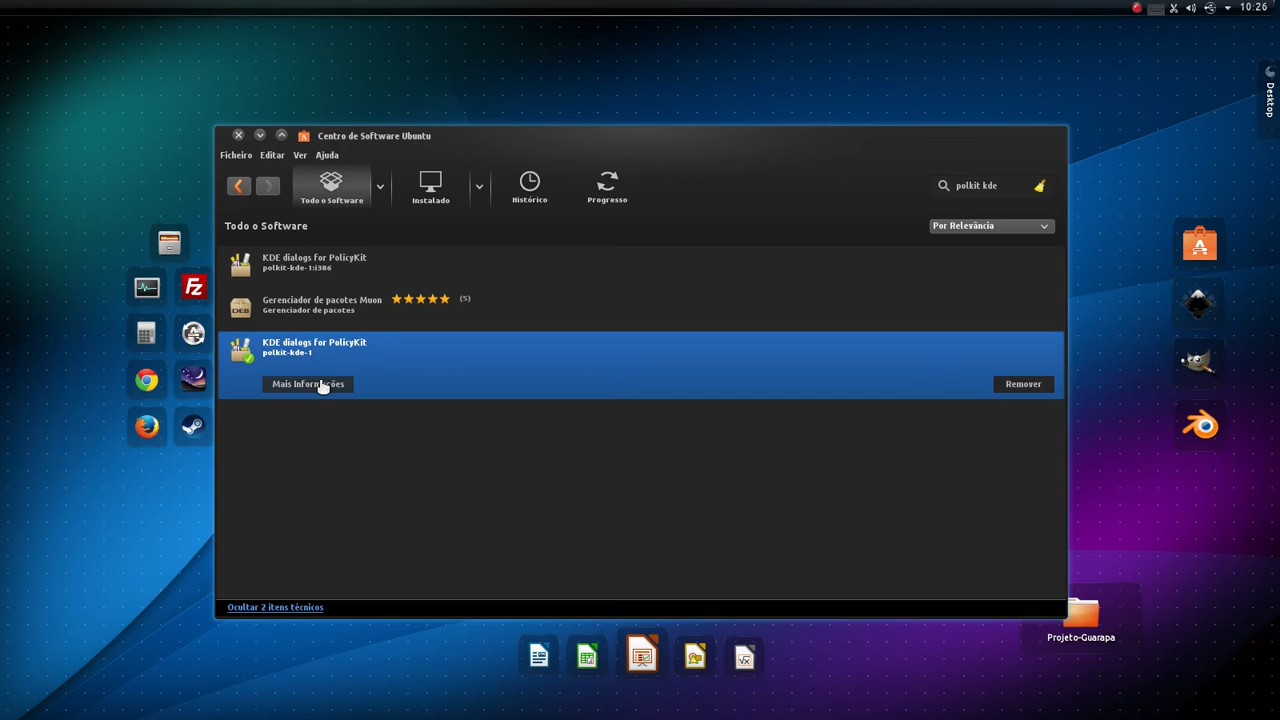 10:26
Desktop
Centro de Software Ubuntu
Ficheiro Editar Ver Ajuda
Todo o Software Instalado Histórico Progresso
polkit kde
Todo o Software
Por Relevância
KDE dialogs for PolicyKit
polkit-kde-1:i386
Gerenciador de pacotes Muon (5)
Gerenciador de pacotes
DEB
KDE dialogs for PolicyKit
polkit-kde-1
Mais Informações
Remover
Ocultar 2 itens técnicos
Projeto-Guarapa